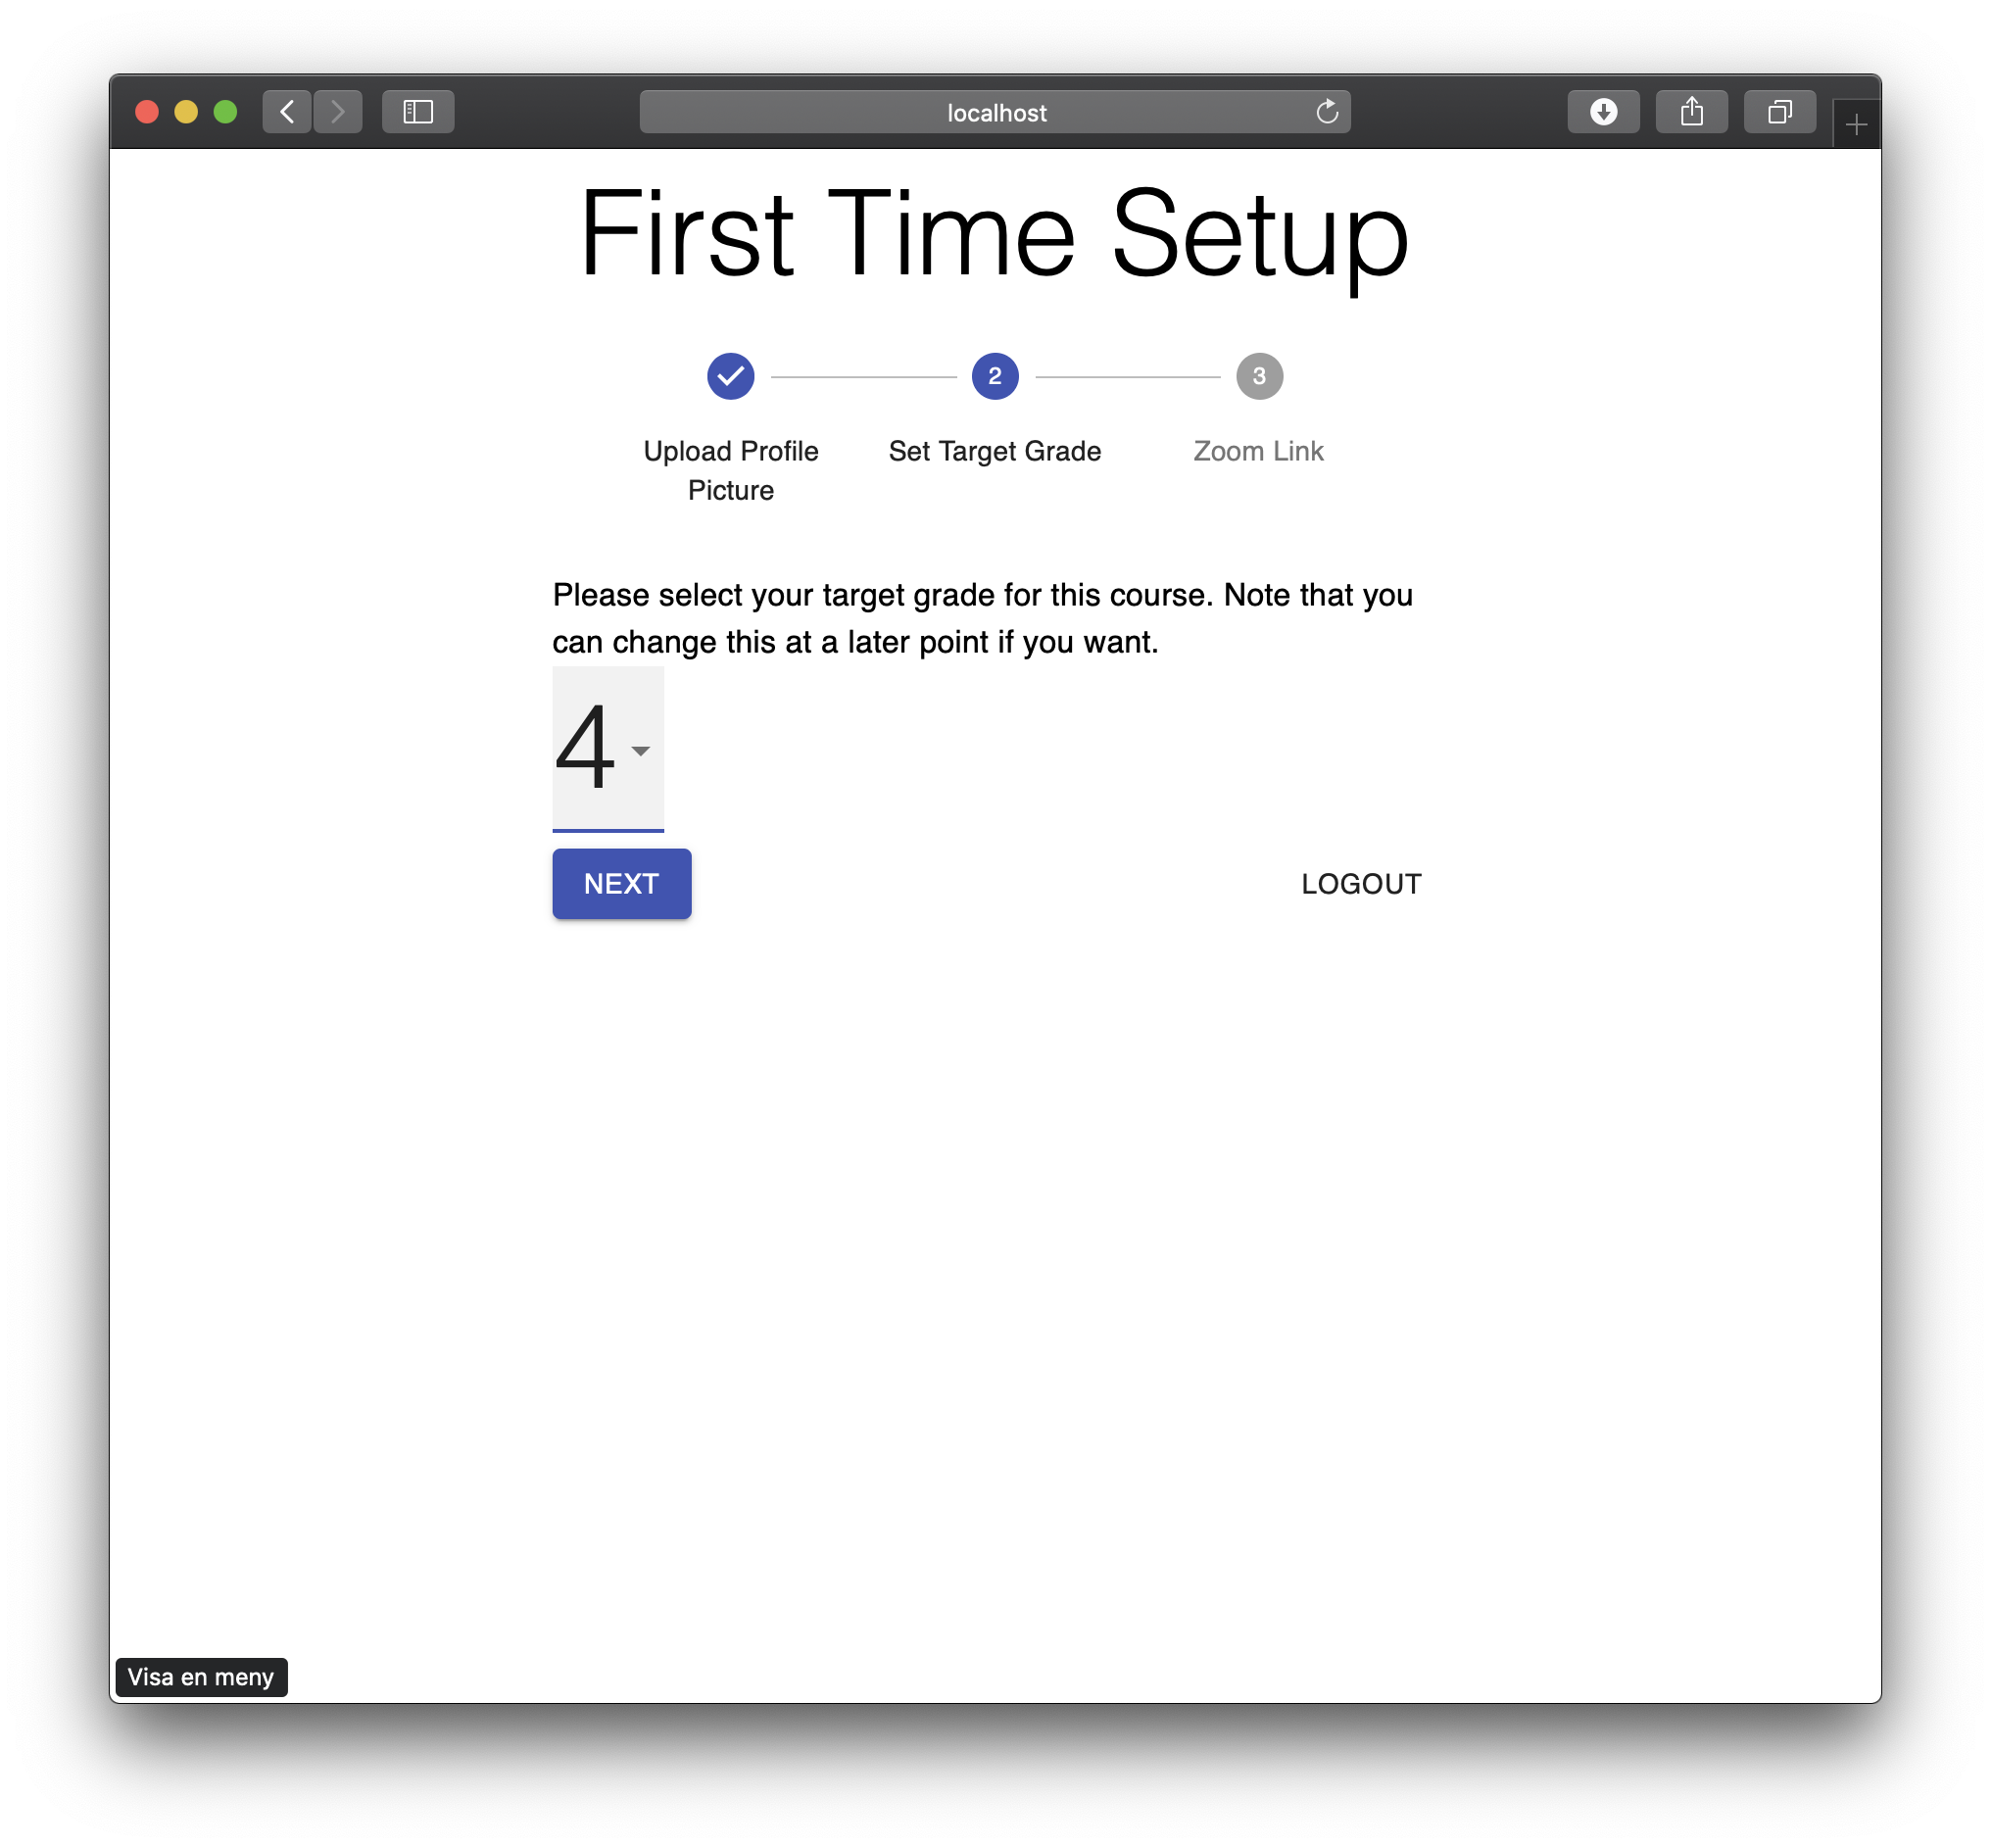 localhost
First Time Setup
2
3
Upload Profile
Picture
Set Target Grade
Zoom Link
Please select your target grade for this course. Note that you
can change this at a later point if you want.
4
NEXT
LOGOUT
Visa en meny